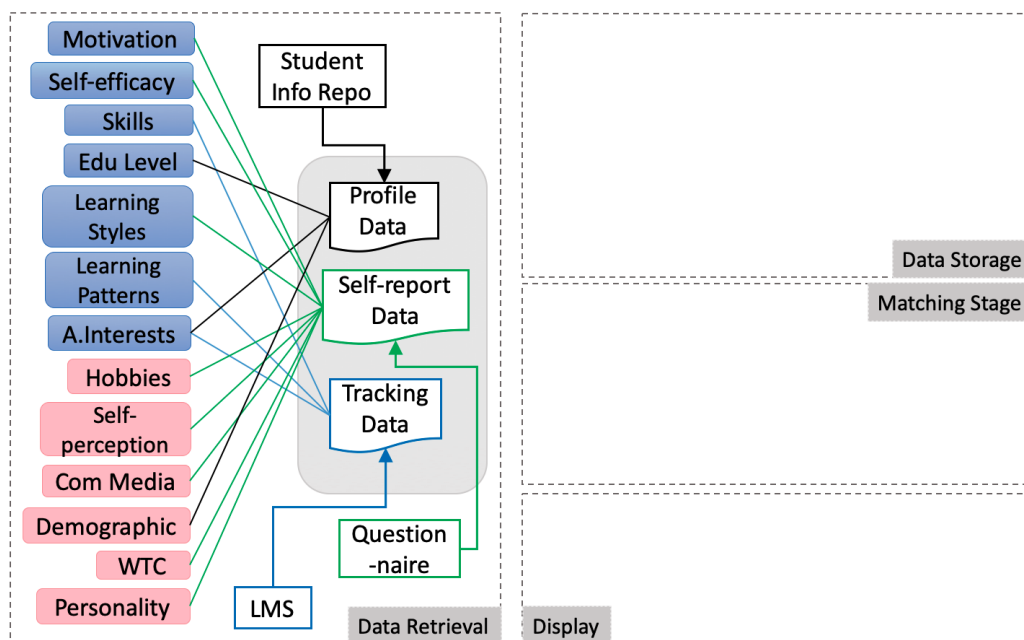 Motivation
Self-efficacy
Skills
Edu Level
Learning
Styles
Learning
Patterns
A.Interests
Hobbies
Self-
perception
Com Media
Demographic
WTC
Personality
Student
Info Repo
Profile
Data
Self-report
Data
Tracking
Data
Question
-naire
LMS
Data Retrieval
Data Storage
Matching Stage
Display